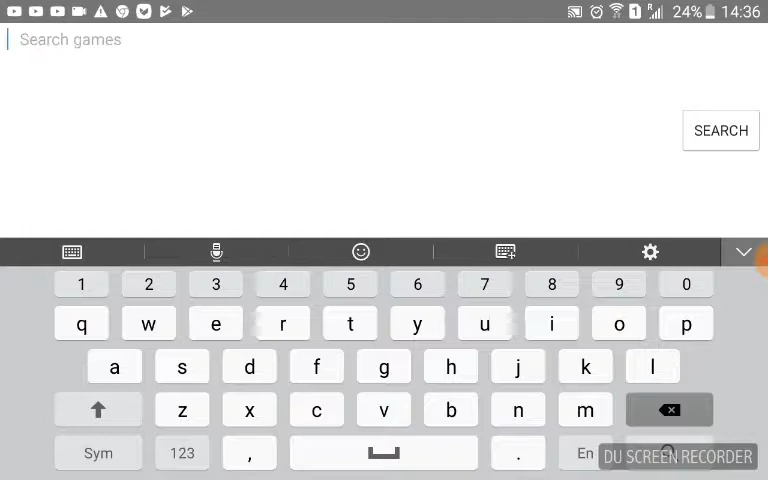 24% 14:36
Search games
SEARCH
1 2 3 4 5 6 7 8 9 0
q w e r t y u i o p
a s d f g h j k l
z x c v b n m
Sym 123 , . En
DU SCREEN RECORDER